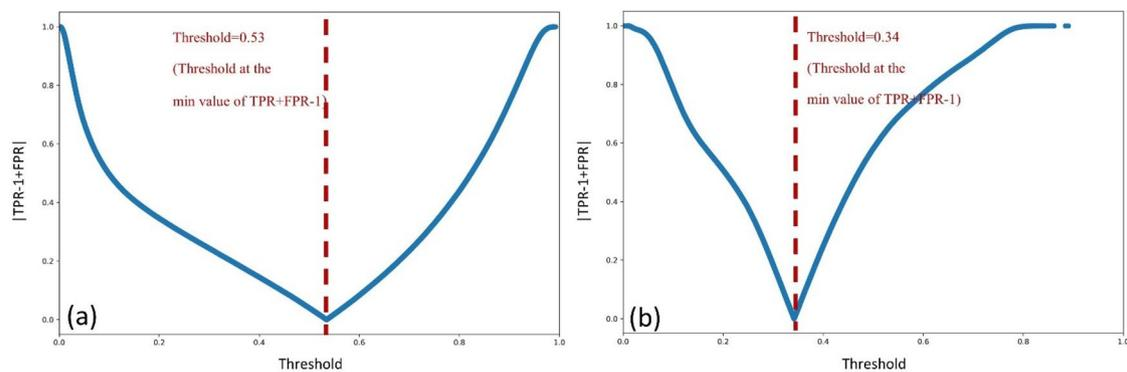 |TPR-1+FPR|
1.0
0.8
0.6
0.4
0.2
0.0
Threshold=0.53
(Threshold at the
min value of TPR+FPR-1)
(a)
0.0 0.2 0.4 0.6 0.8 1.0
Threshold
|TPR-1+FPR|
1.0
0.8
0.6
0.4
0.2
0.0
Threshold=0.34
(Threshold at the
min value of TPR+FPR-1)
(b)
0.0 0.2 0.4 0.6 0.8 1.0
Threshold